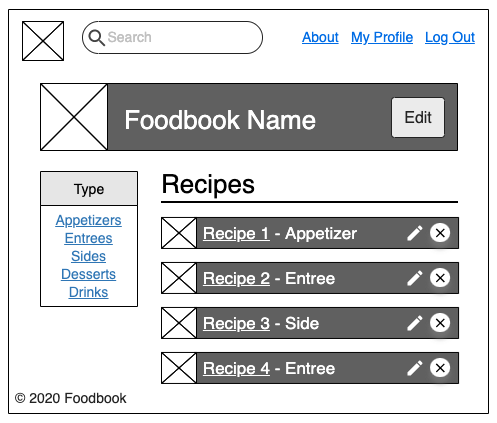 Search
About My Profile Log Out
Foodbook Name
Edit
Type
Appetizers
Entrees
Sides
Desserts
Drinks
Recipes
Recipe 1 - Appetizer
Recipe 2 - Entree
Recipe 3 - Side
Recipe 4 - Entree
© 2020 Foodbook